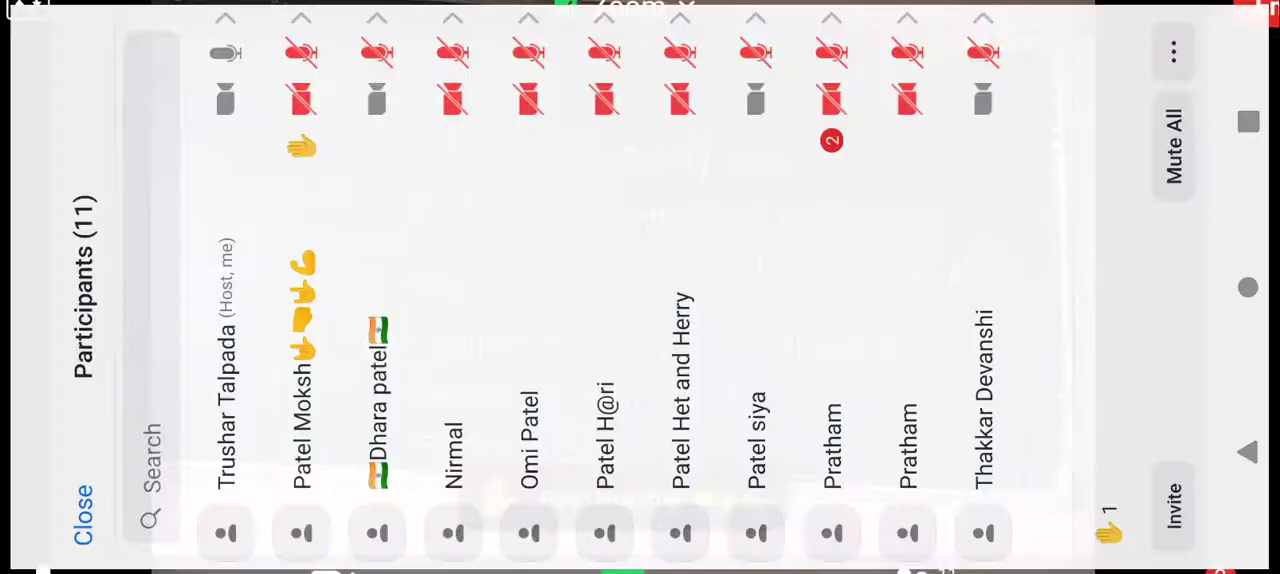 Zoom
Close
Participants (11)
Search
Trushar Talpada (Host, me)
Patel Moksh🤟👊🤟💪 ✋
🇮🇳Dhara patel🇮🇳
Nirmal
Omi Patel
Patel H@ri
Patel Het and Herry
Patel siya
Pratham 2
Pratham
Thakkar Devanshi
✋ 1
Invite
Mute All
...